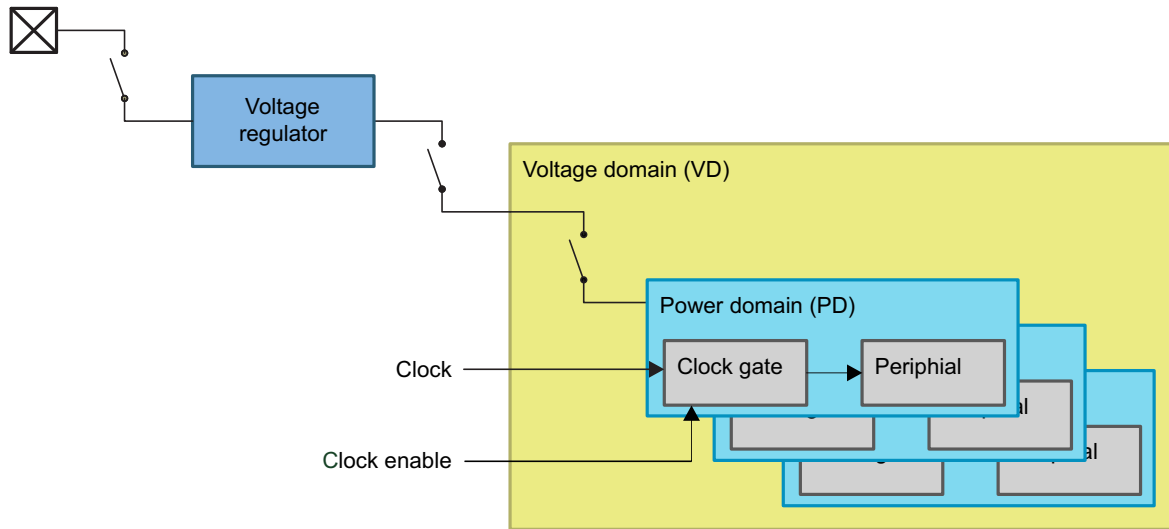 Voltage
regulator
Voltage domain (VD)
Power domain (PD)
Clock
Clock gate
Periphial
Clock enable